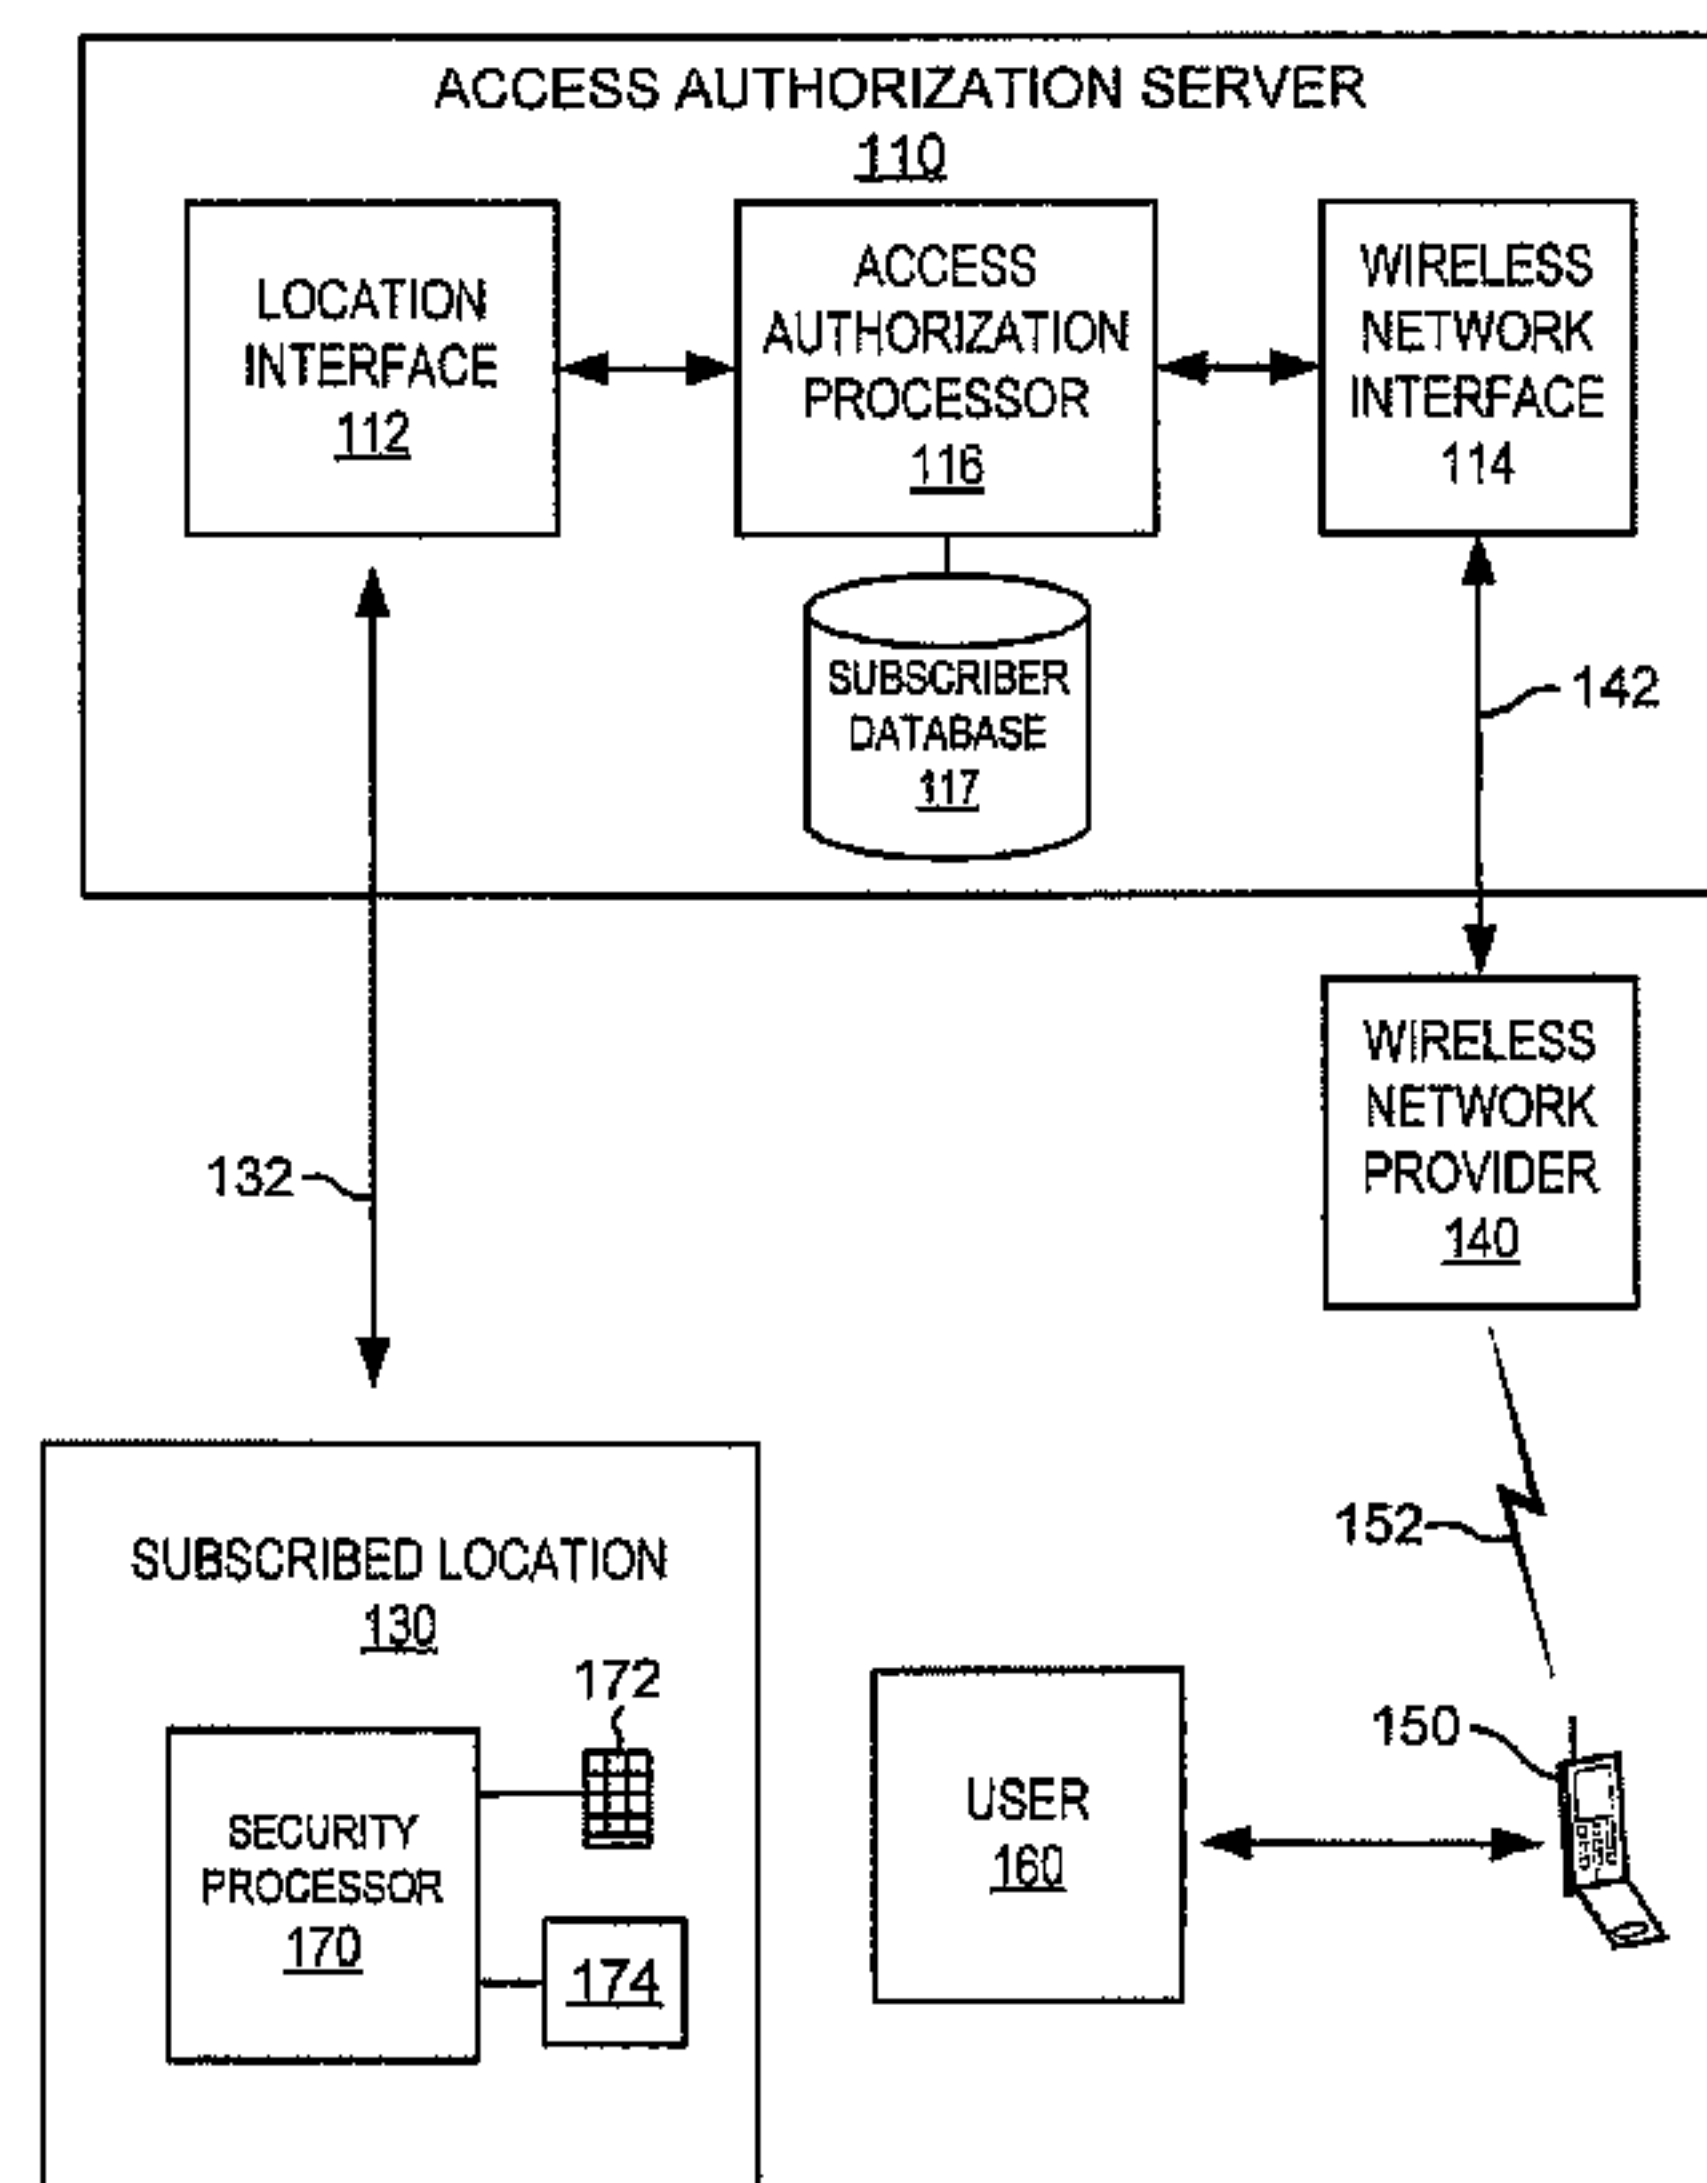 ACCESS AUTHORIZATION SERVER
110
LOCATION
INTERFACE
112
ACCESS
AUTHORIZATION
PROCESSOR
116
WIRELESS
NETWORK
INTERFACE
114
SUBSCRIBER
DATABASE
117
142
WIRELESS
NETWORK
PROVIDER
140
132
152
SUBSCRIBED LOCATION
130
172
SECURITY
PROCESSOR
170
174
USER
160
150